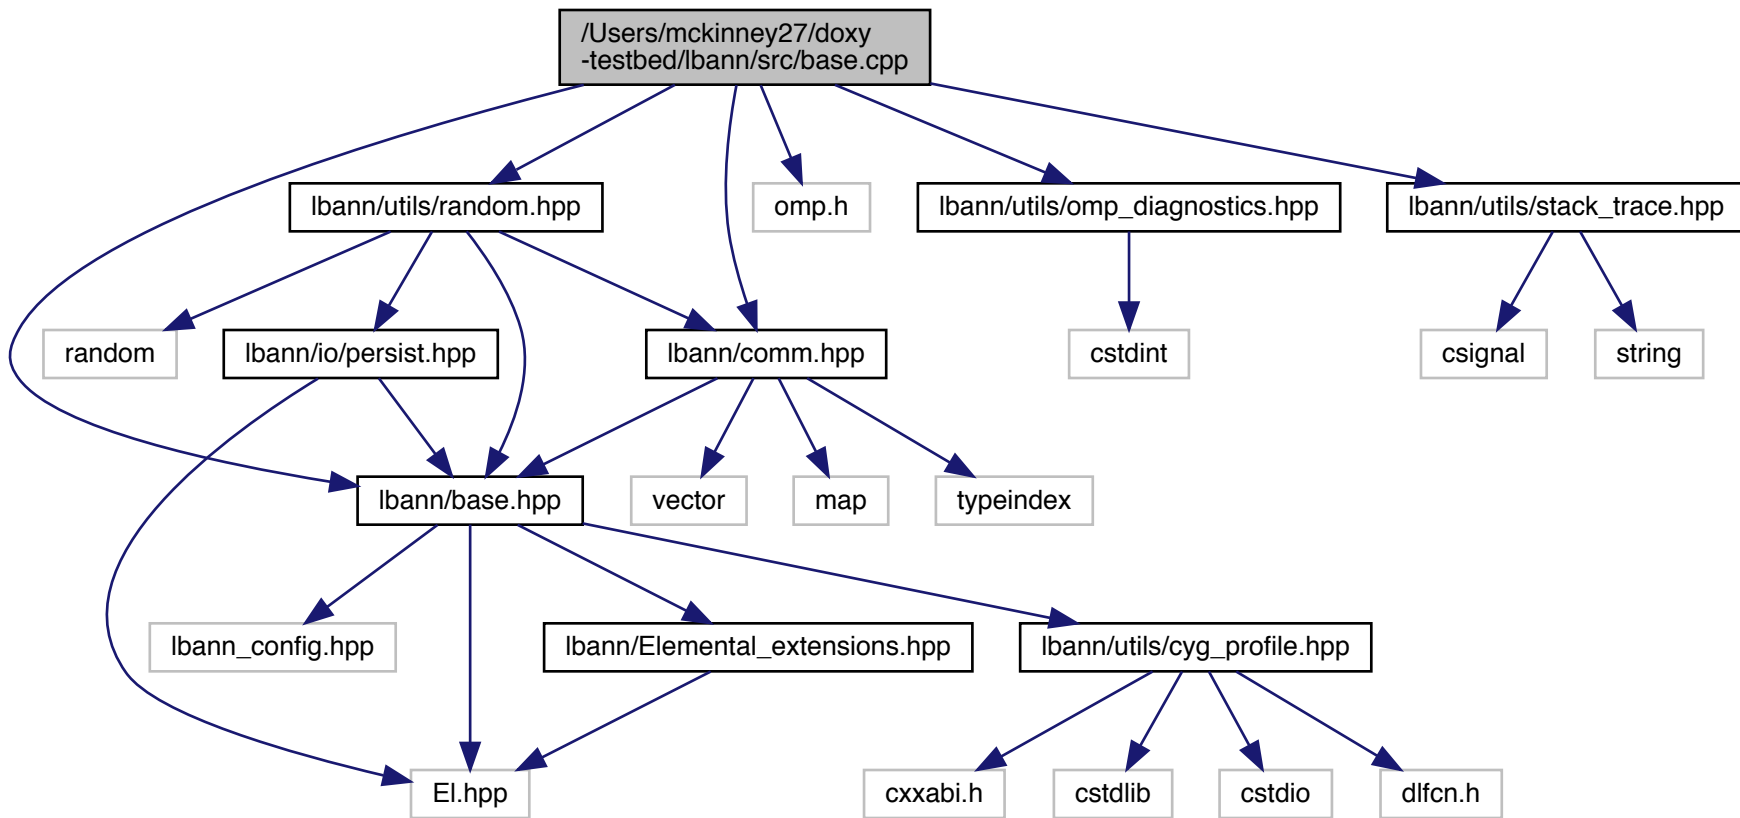 /Users/mckinney27/doxy
-testbed/lbann/src/base.cpp
lbann/utils/random.hpp
omp.h
lbann/utils/omp_diagnostics.hpp
lbann/utils/stack_trace.hpp
random
lbann/io/persist.hpp
lbann/comm.hpp
cstdint
csignal
string
lbann/base.hpp
vector
map
typeindex
lbann_config.hpp
lbann/Elemental_extensions.hpp
lbann/utils/cyg_profile.hpp
El.hpp
cxxabi.h
cstdlib
cstdio
dlfcn.h